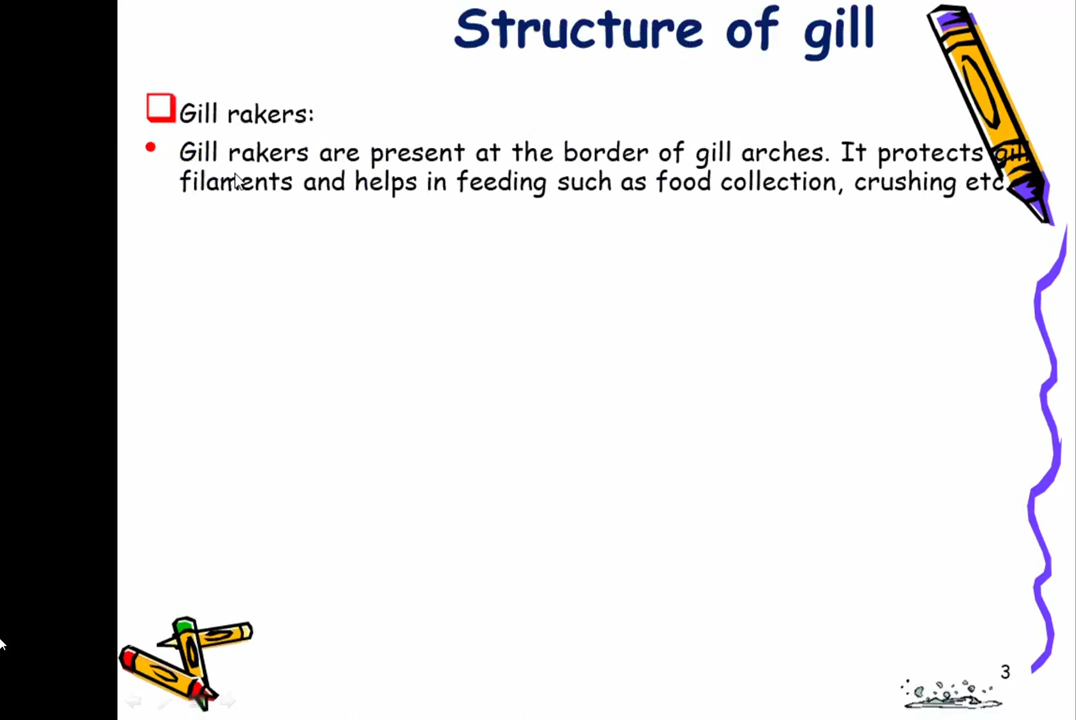 Structure of gill
Gill rakers:
Gill rakers are present at the border of gill arches. It protects gill
filaments and helps in feeding such as food collection, crushing etc.
3